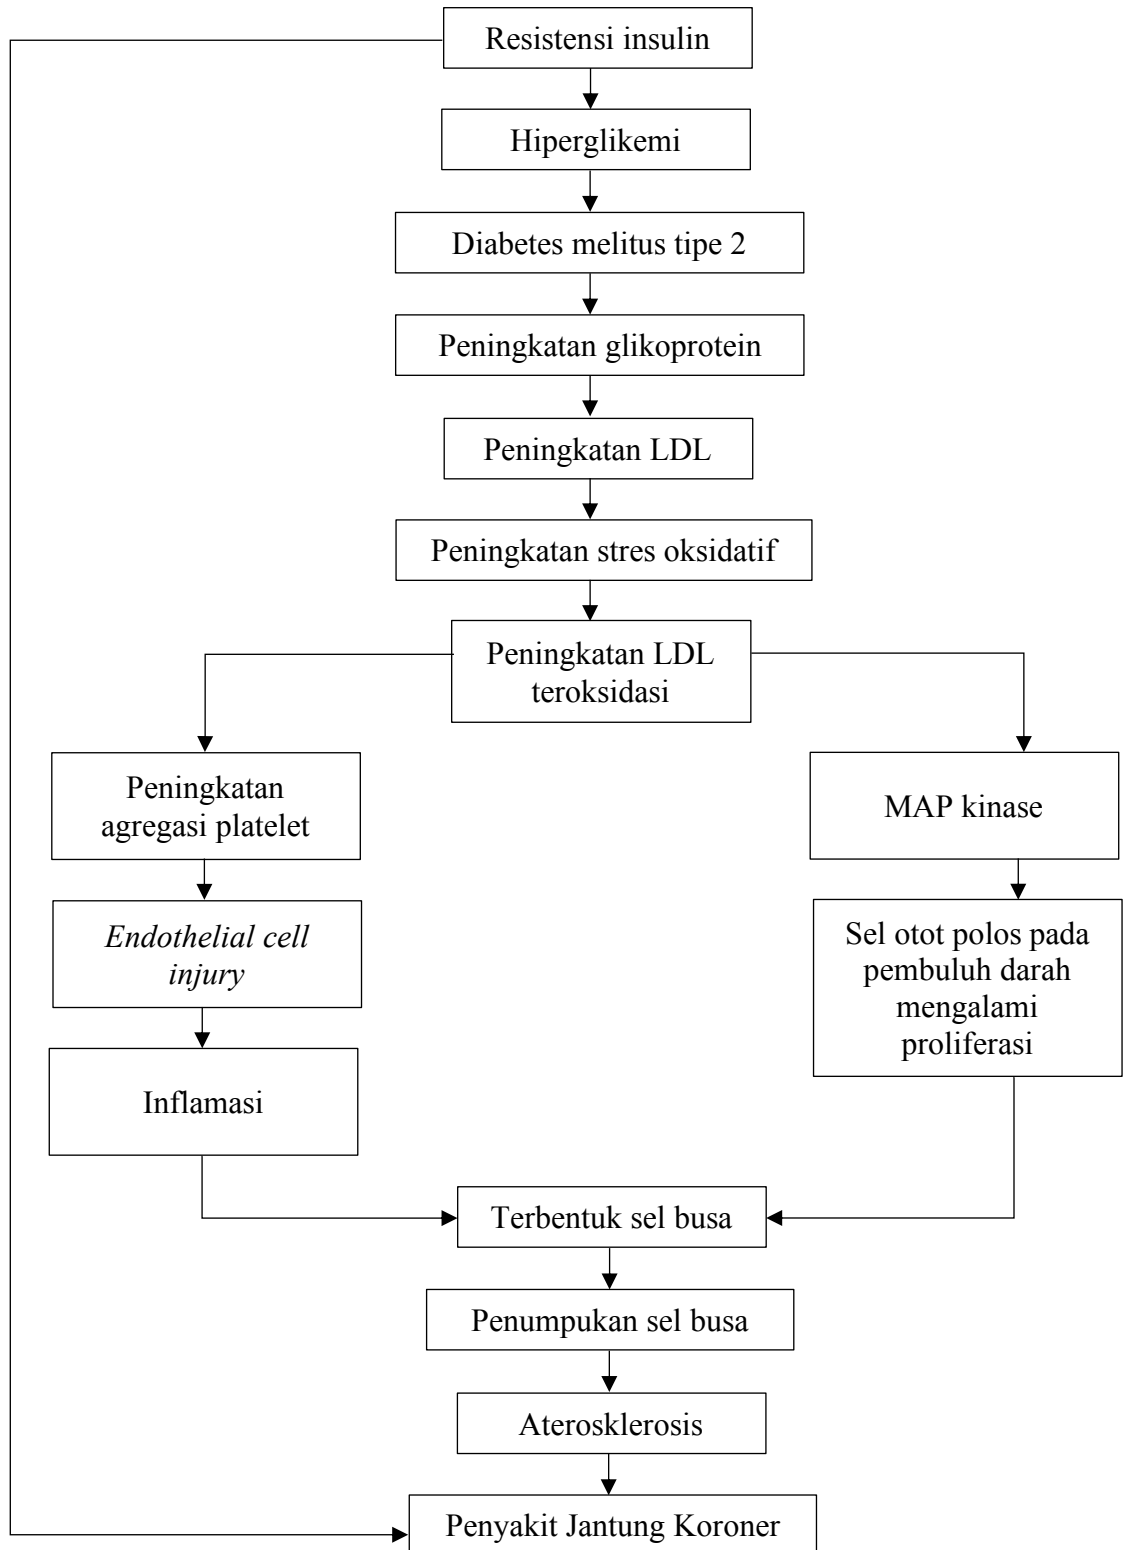 Resistensi insulin
Hiperglikemi
Diabetes melitus tipe 2
Peningkatan glikoprotein
Peningkatan LDL
Peningkatan stres oksidatif
Peningkatan LDL
teroksidasi
Peningkatan
agregasi platelet
MAP kinase
Endothelial cell
injury
Sel otot polos pada
pembuluh darah
mengalami
proliferasi
Inflamasi
Terbentuk sel busa
Penumpukan sel busa
Aterosklerosis
Penyakit Jantung Koroner